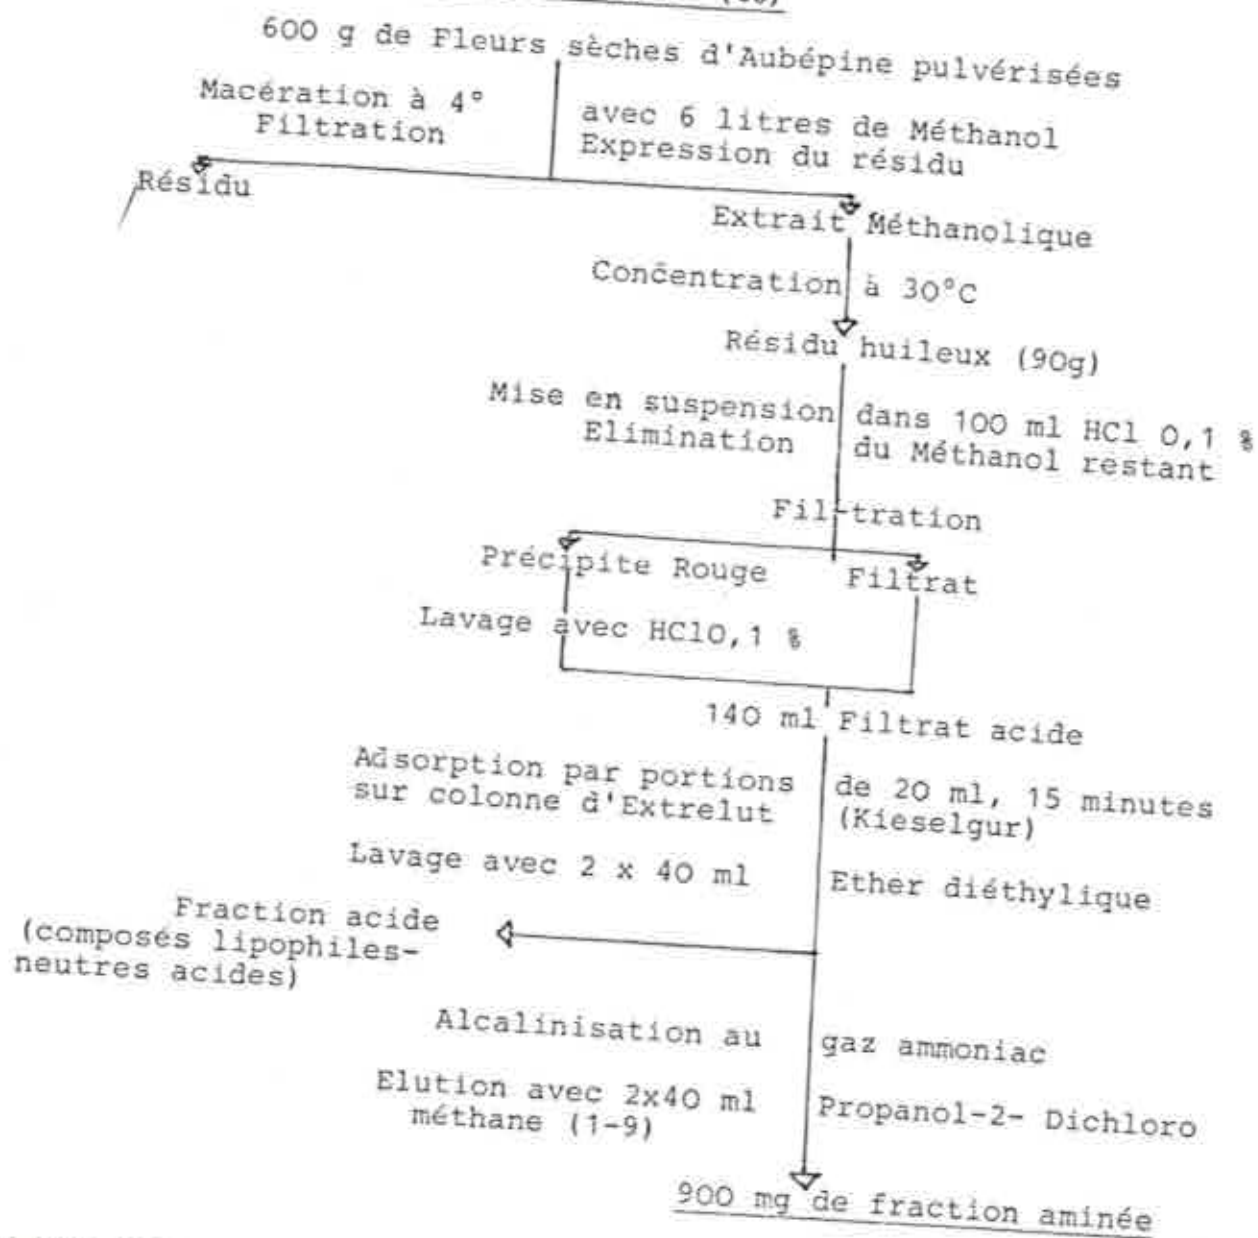 600 g de Fleurs sèches d'Aubépine pulvérisées
Macération à 4° avec 6 litres de Méthanol
Filtration Expression du résidu
Résidu
Extrait Méthanolique
Concentration à 30°C
Résidu huileux (90g)
Mise en suspension dans 100 ml HCl 0,1 %
Elimination du Méthanol restant
Fil-tration
Précipite Rouge Filtrat
Lavage avec HCl0,1 %
140 ml Filtrat acide
Adsorption par portions de 20 ml, 15 minutes
sur colonne d'Extrelut (Kieselgur)
Lavage avec 2 x 40 ml Ether diéthylique
Fraction acide
(composés lipophiles-
neutres acides)
Alcalinisation au gaz ammoniac
Elution avec 2x40 ml Propanol-2- Dichloro
méthane (1-9)
900 mg de fraction aminée